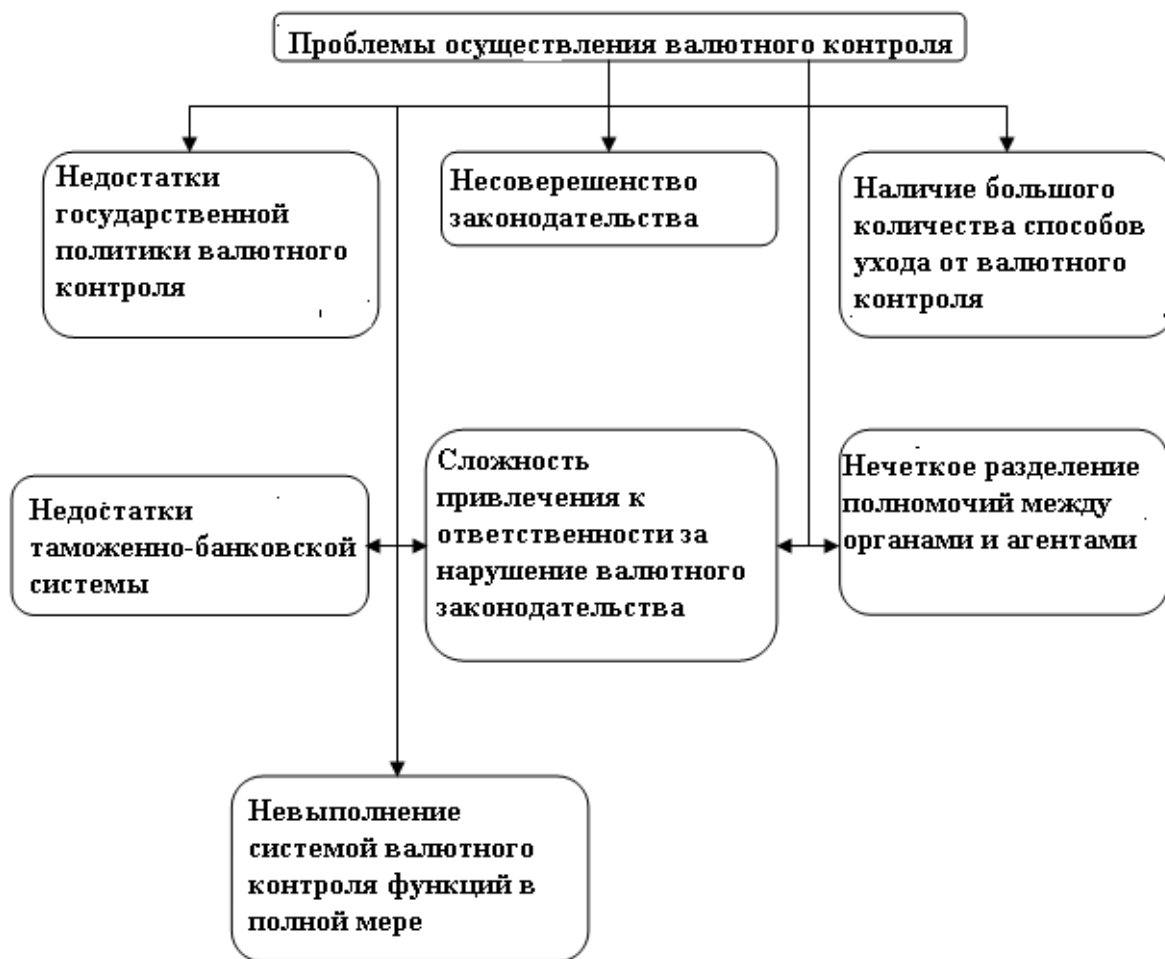 Проблемы осуществления валютного контроля
Недостатки
государственной
политики валютного
контроля
Несоверешенство
законодательства
Наличие большого
количества способов
ухода от валютного
контроля
Недостатки
таможенно-банковской
системы
Сложность
привлечения к
ответственности за
нарушение валютного
законодательства
Нечеткое разделение
полномочий между
органами и агентами
Невыполнение
системой валютного
контроля функций в
полной мере